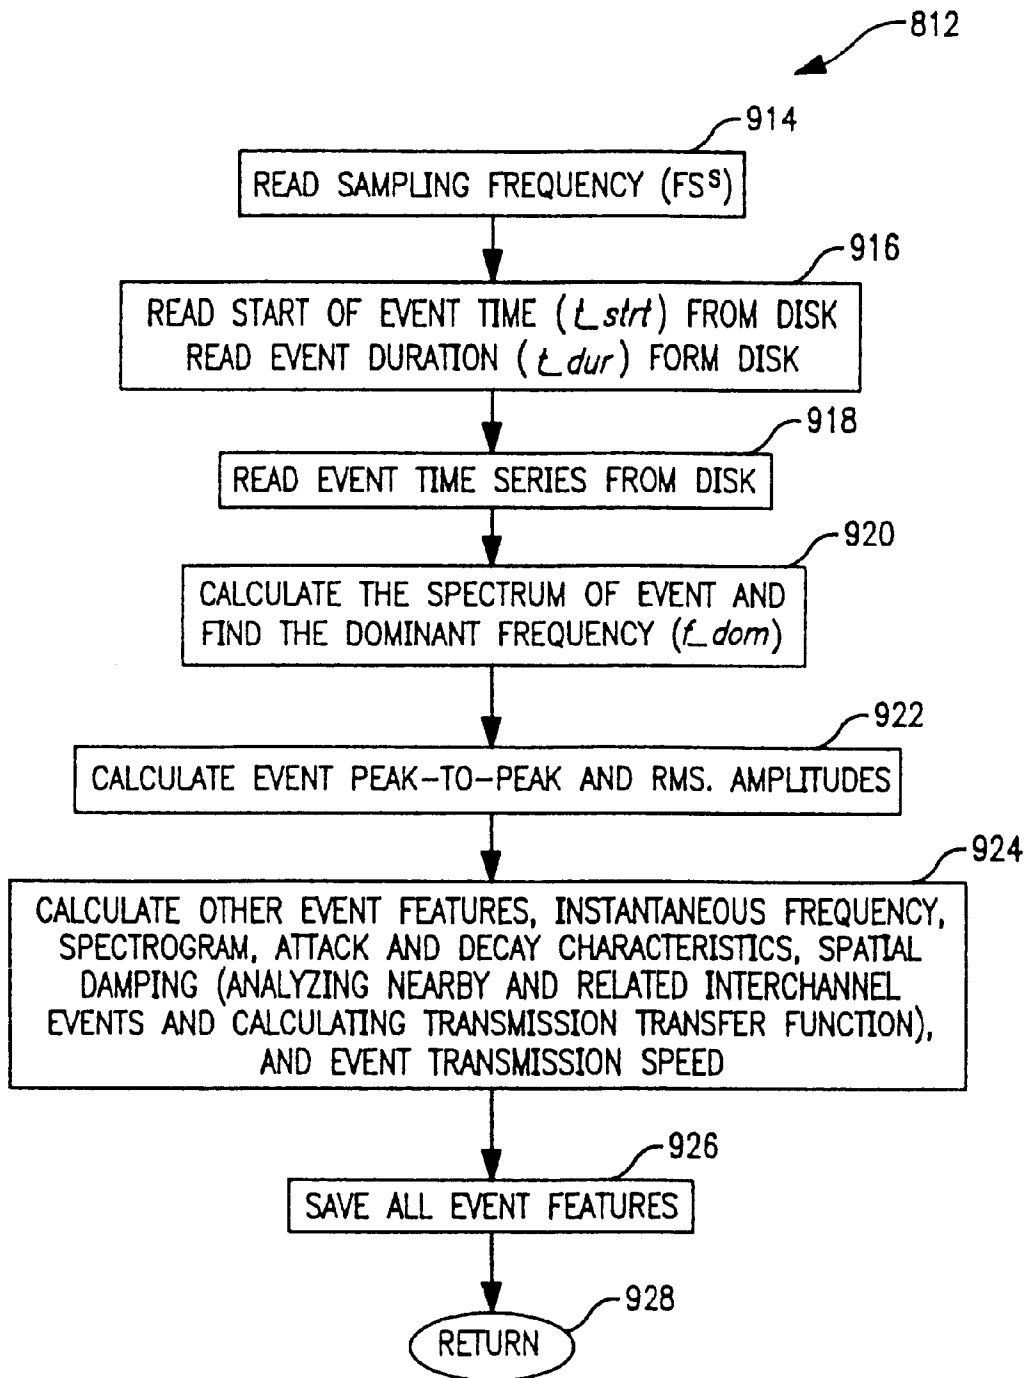 812
914
READ SAMPLING FREQUENCY (FSˢ)
916
READ START OF EVENT TIME (t_strt) FROM DISK
READ EVENT DURATION (t_dur) FORM DISK
918
READ EVENT TIME SERIES FROM DISK
920
CALCULATE THE SPECTRUM OF EVENT AND
FIND THE DOMINANT FREQUENCY (f_dom)
922
CALCULATE EVENT PEAK-TO-PEAK AND RMS. AMPLITUDES
924
CALCULATE OTHER EVENT FEATURES, INSTANTANEOUS FREQUENCY,
SPECTROGRAM, ATTACK AND DECAY CHARACTERISTICS, SPATIAL
DAMPING (ANALYZING NEARBY AND RELATED INTERCHANNEL
EVENTS AND CALCULATING TRANSMISSION TRANSFER FUNCTION),
AND EVENT TRANSMISSION SPEED
926
SAVE ALL EVENT FEATURES
928
RETURN